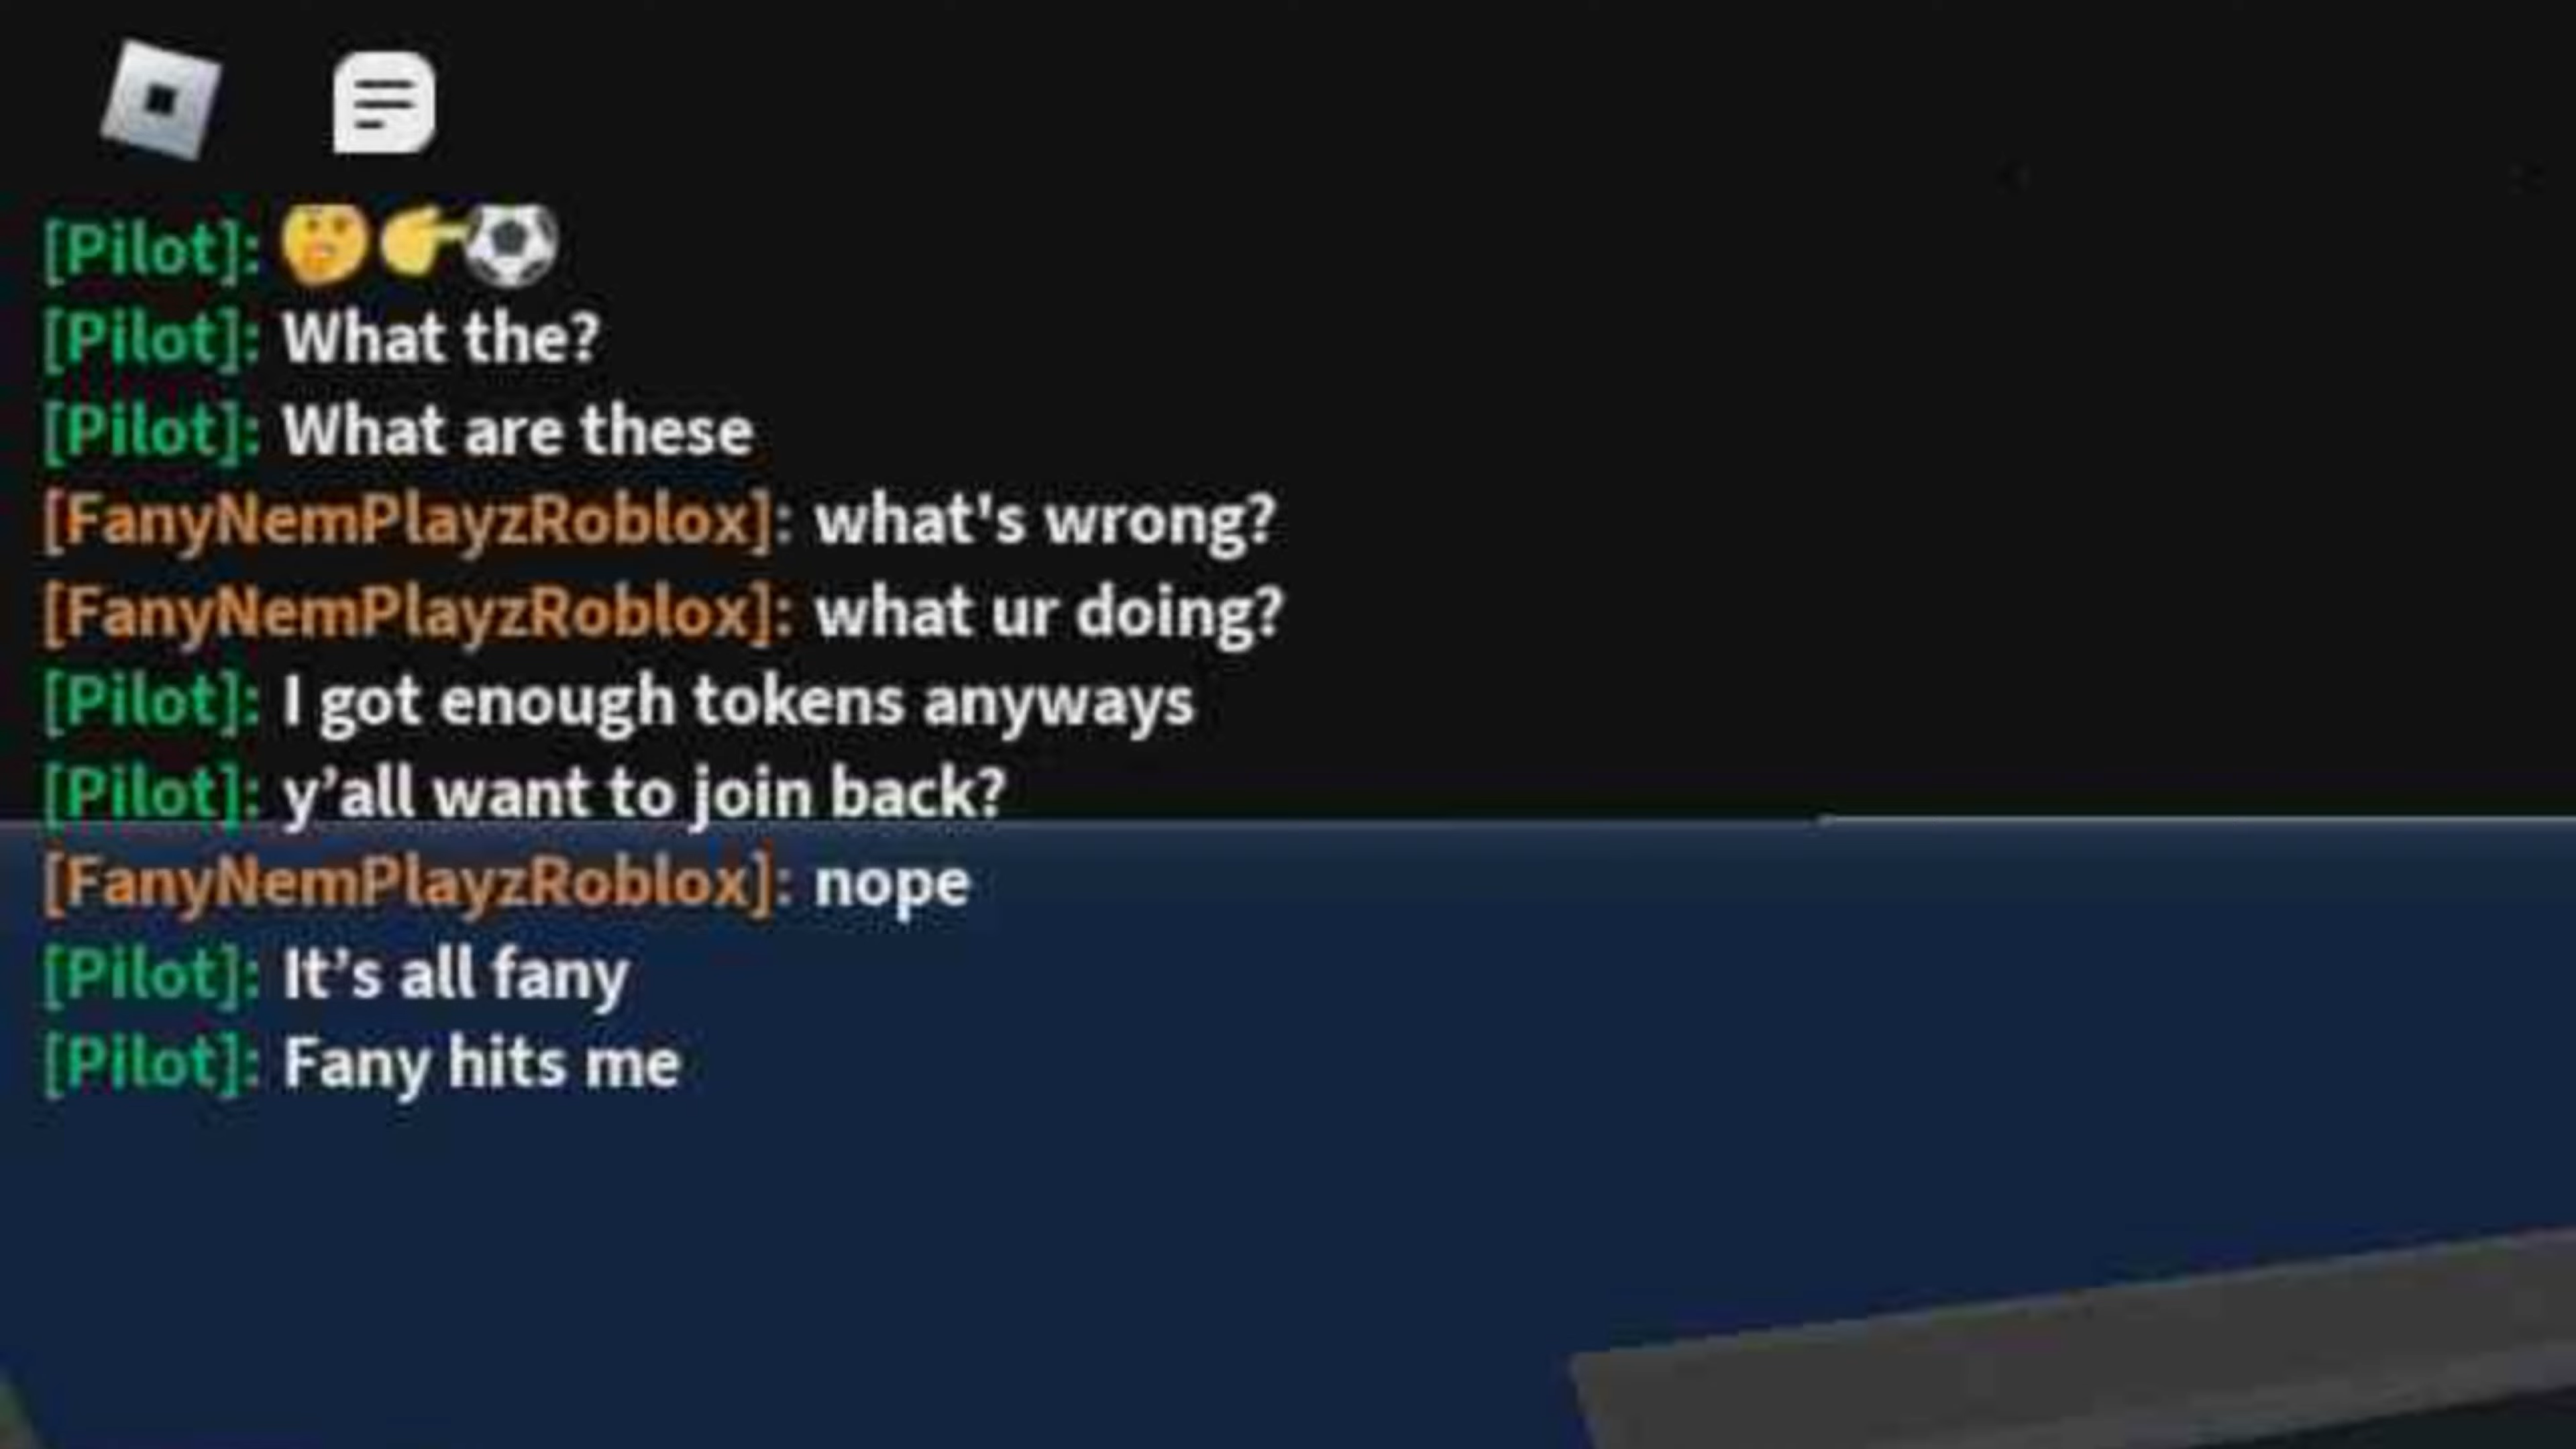 [Pilot]: 🤔👉⚽
[Pilot]: What the?
[Pilot]: What are these
[FanyNemPlayzRoblox]: what's wrong?
[FanyNemPlayzRoblox]: what ur doing?
[Pilot]: I got enough tokens anyways
[Pilot]: y’all want to join back?
[FanyNemPlayzRoblox]: nope
[Pilot]: It’s all fany
[Pilot]: Fany hits me